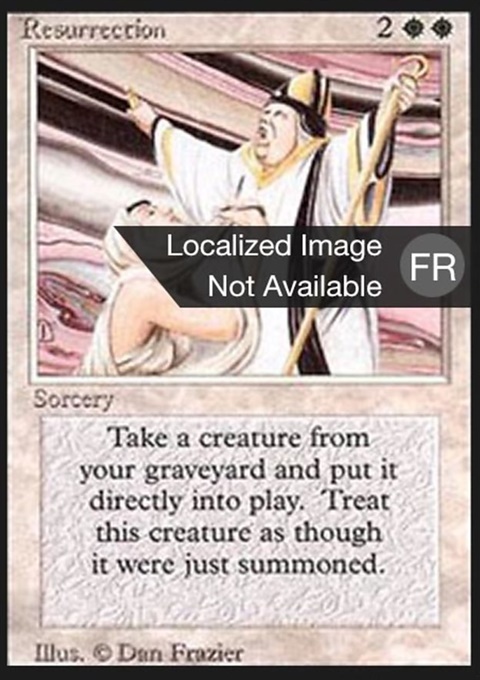 Resurrection 2
Localized Image
Not Available
FR
Sorcery
Take a creature from
your graveyard and put it
directly into play. Treat
this creature as though
it were just summoned.
Illus. © Dan Frazier